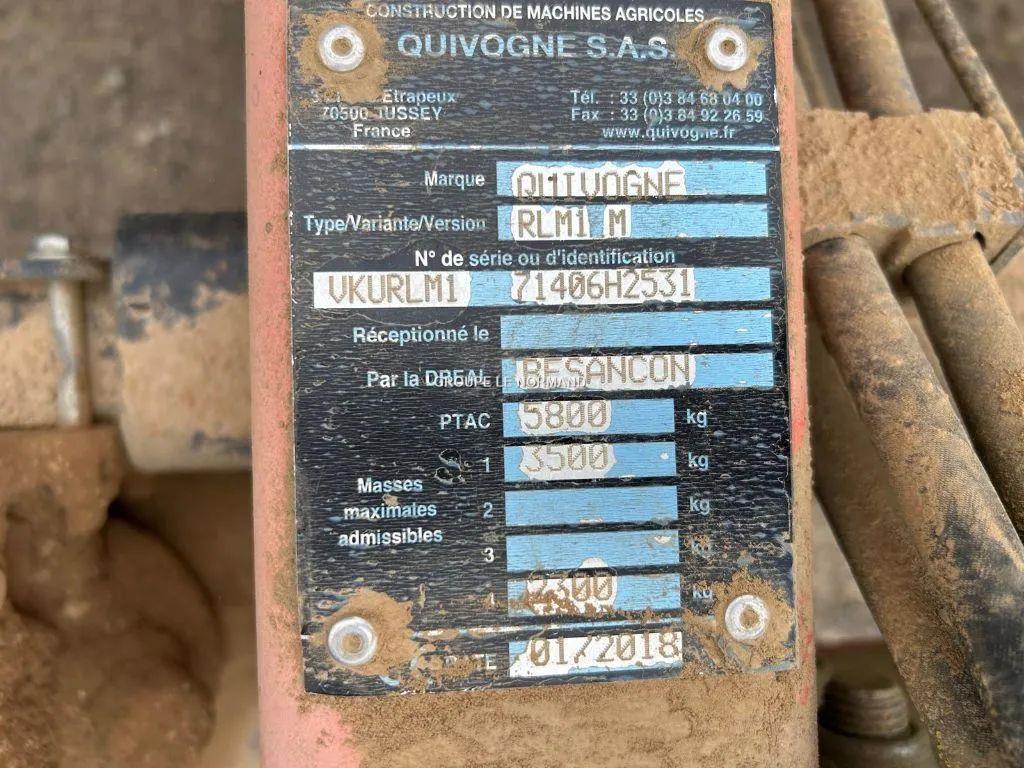 CONSTRUCTION DE MACHINES AGRICOLES
QUIVOGNE S.A.S.
Etrapeux
70500 JUSSEY
France
Tél. : 33 (0)3 84 68 04 00
Fax : 33 (0)3 84 92 26 59
www.quivogne.fr
Marque QUIVOGNE
Type/Variante/Version RLM1 M
N° de série ou d'identification
VKURLM1 71406H2531
Réceptionné le
Par la DREAL BESANCON
GROUPE LE NORMAND
PTAC 5800 kg
1 3500 kg
Masses maximales admissibles
2 kg
3 kg
2300 kg
DATE 01/2018